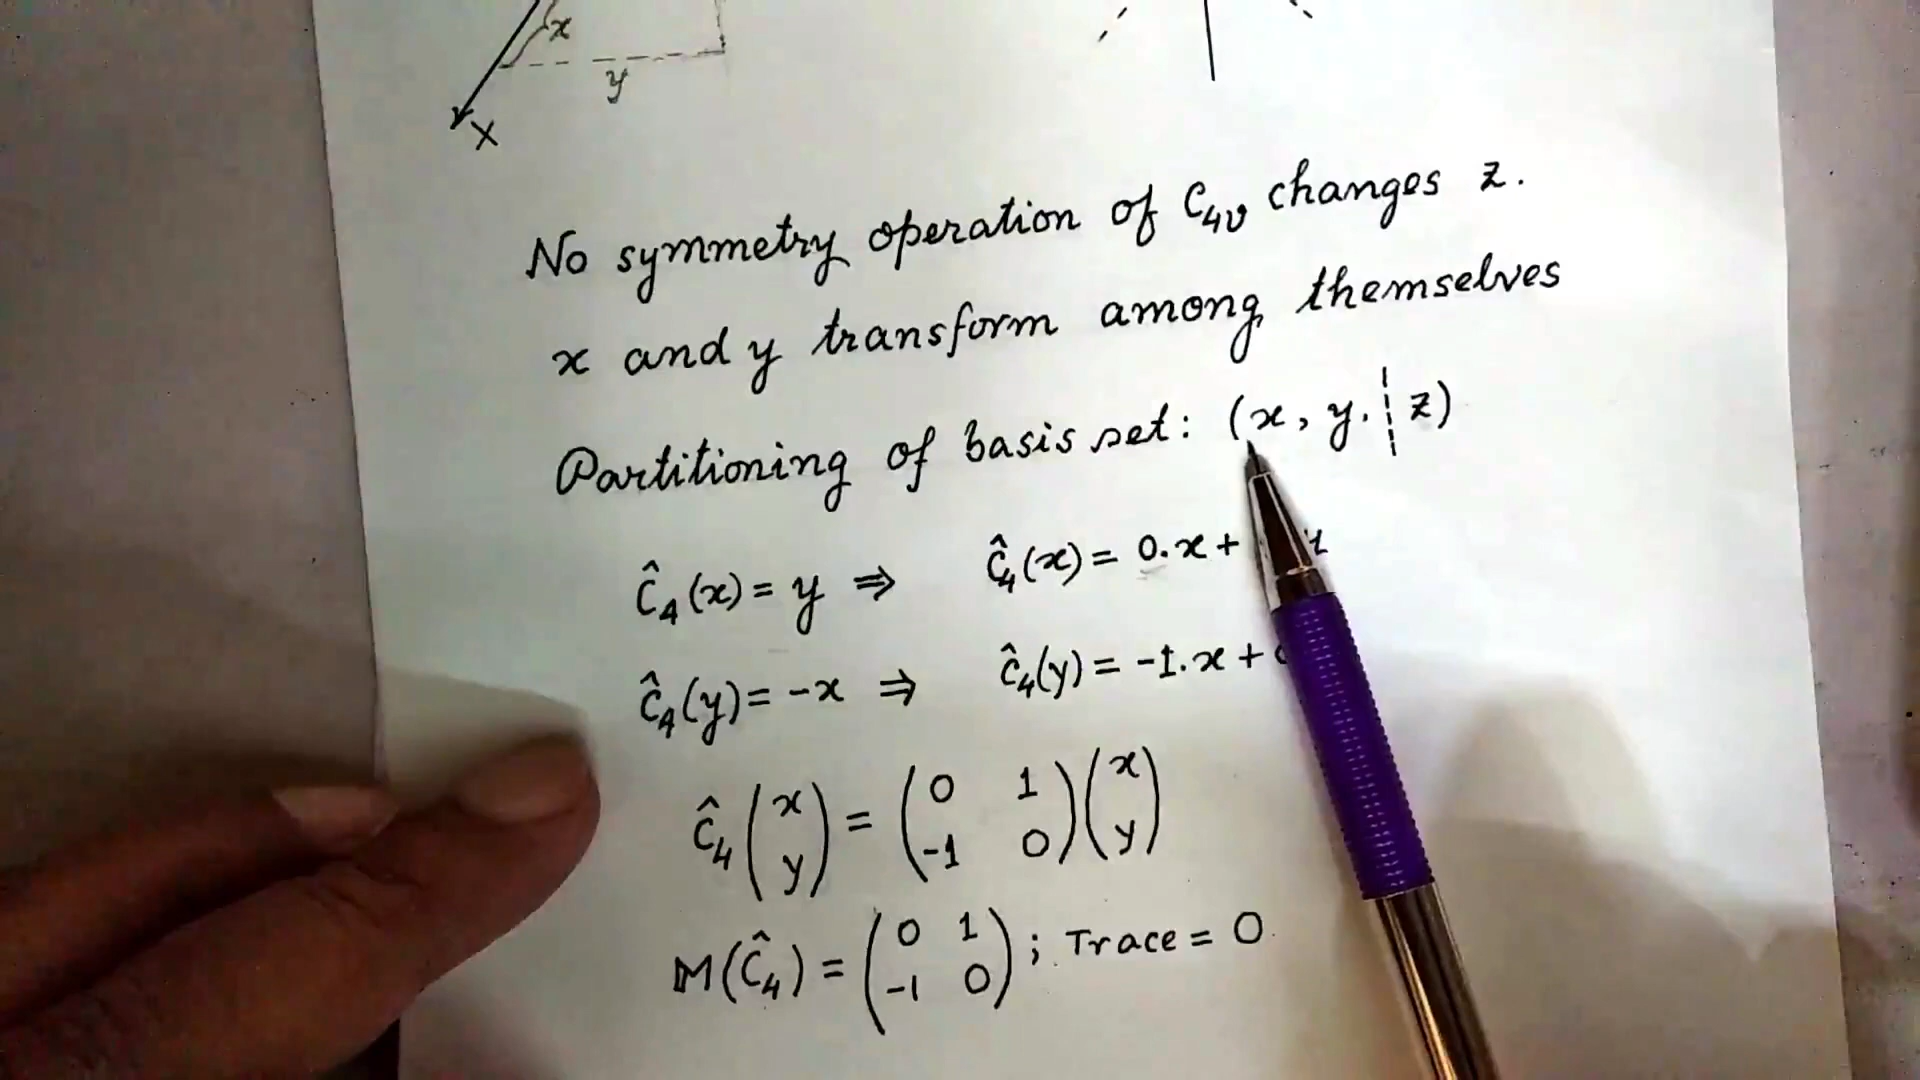 x
y
X
No symmetry operation of C₄ᵥ changes z.
x and y transform among themselves
Partitioning of basis set: (x, y. ¦ z)
Ĉ₄(x) = y ⇒ Ĉ₄(x) = 0.x +
Ĉ₄(y) = -x ⇒ Ĉ₄(y) = -1.x +
Ĉ₄ (x y) = (0 1 -1 0) (x y)
M(Ĉ₄) = (0 1 -1 0) ; Trace = 0